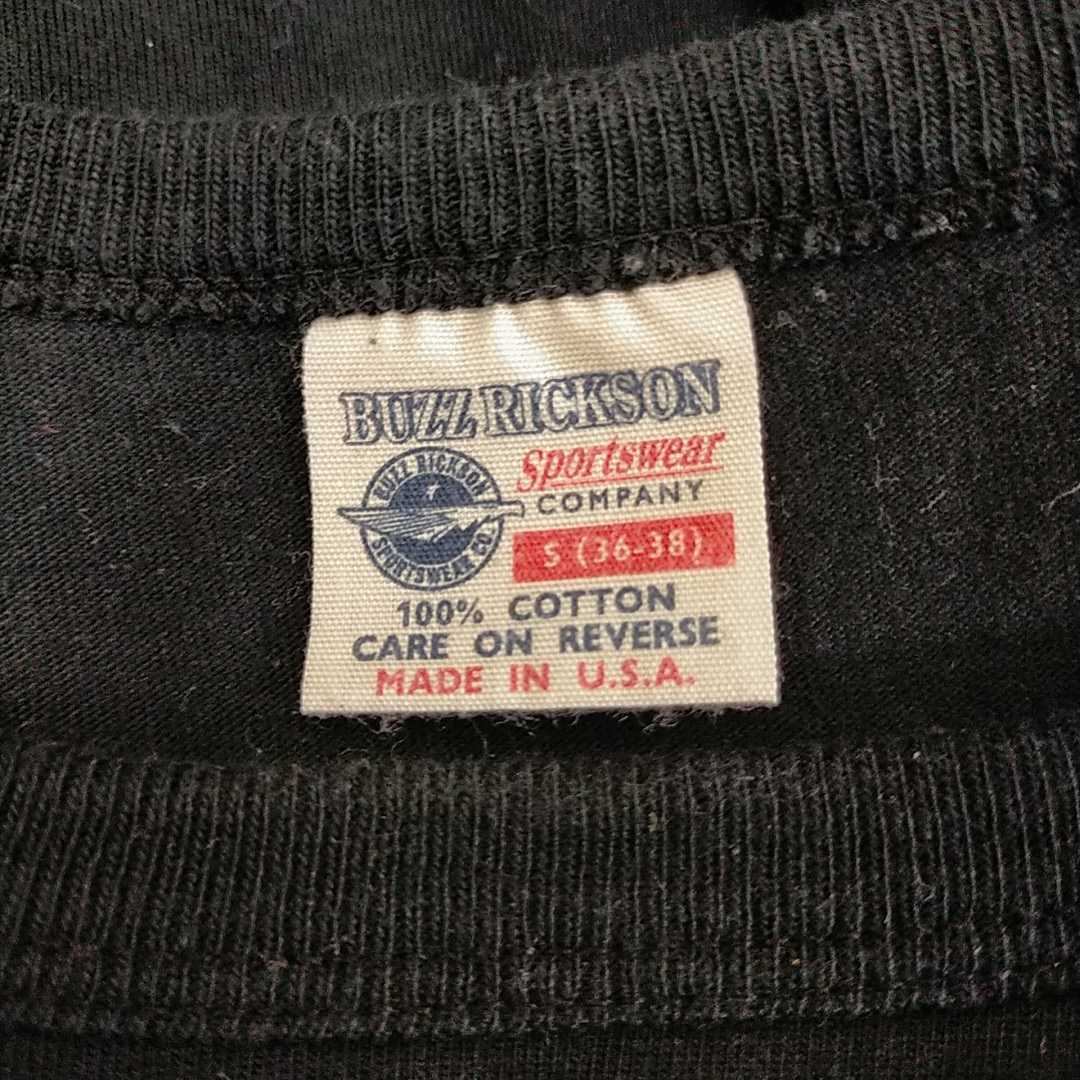 BUZZ RICKSON
Sportswear
COMPANY
BUZZ RICKSON
SPORTSWEAR CO.
S (36-38)
100% COTTON
CARE ON REVERSE
MADE IN U.S.A.